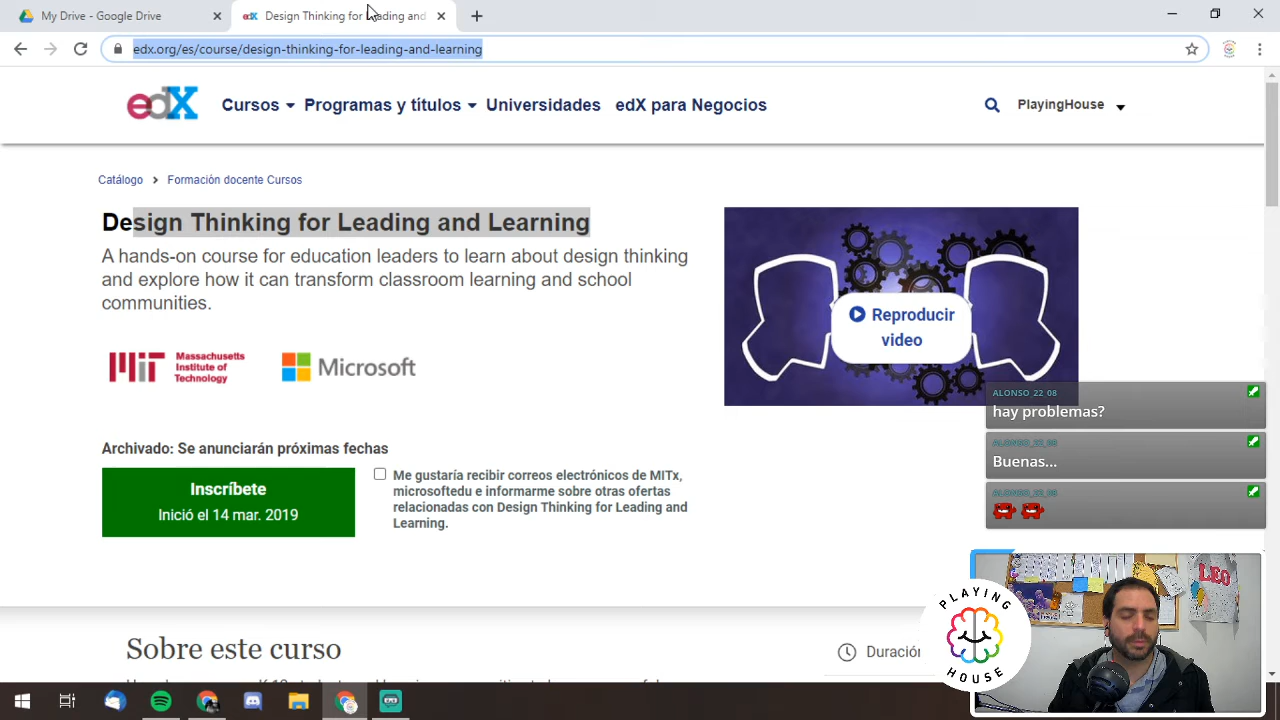 My Drive - Google Drive
Design Thinking for Leading and
edx.org/es/course/design-thinking-for-leading-and-learning
edX
Cursos
Programas y títulos
Universidades
edX para Negocios
PlayingHouse
Catálogo
Formación docente Cursos
Design Thinking for Leading and Learning
A hands-on course for education leaders to learn about design thinking
and explore how it can transform classroom learning and school
communities.
Reproducir
video
MIT
Massachusetts
Institute of
Technology
Microsoft
ALONSO_22_08
hay problemas?
ALONSO_22_08
Buenas...
ALONSO_22_08
Archivado: Se anunciarán próximas fechas
Inscríbete
Inició el 14 mar. 2019
Me gustaría recibir correos electrónicos de MITx,
microsoftedu e informarme sobre otras ofertas
relacionadas con Design Thinking for Leading and
Learning.
Sobre este curso
Duración
PLAYING
HOUSE
LEO